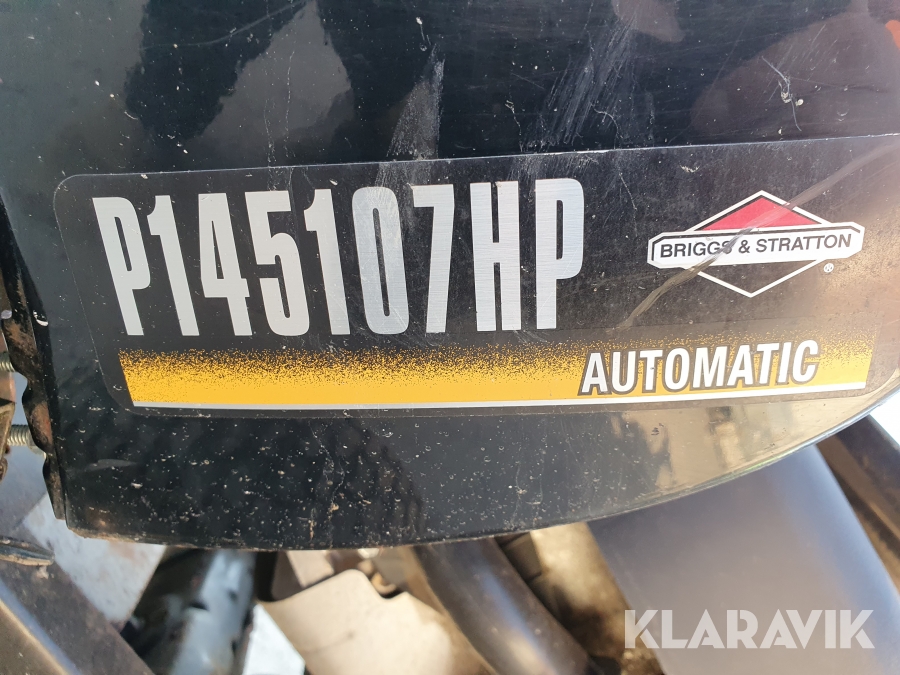 P145107HP
BRIGGS & STRATTON
®
AUTOMATIC
KLARAVIK